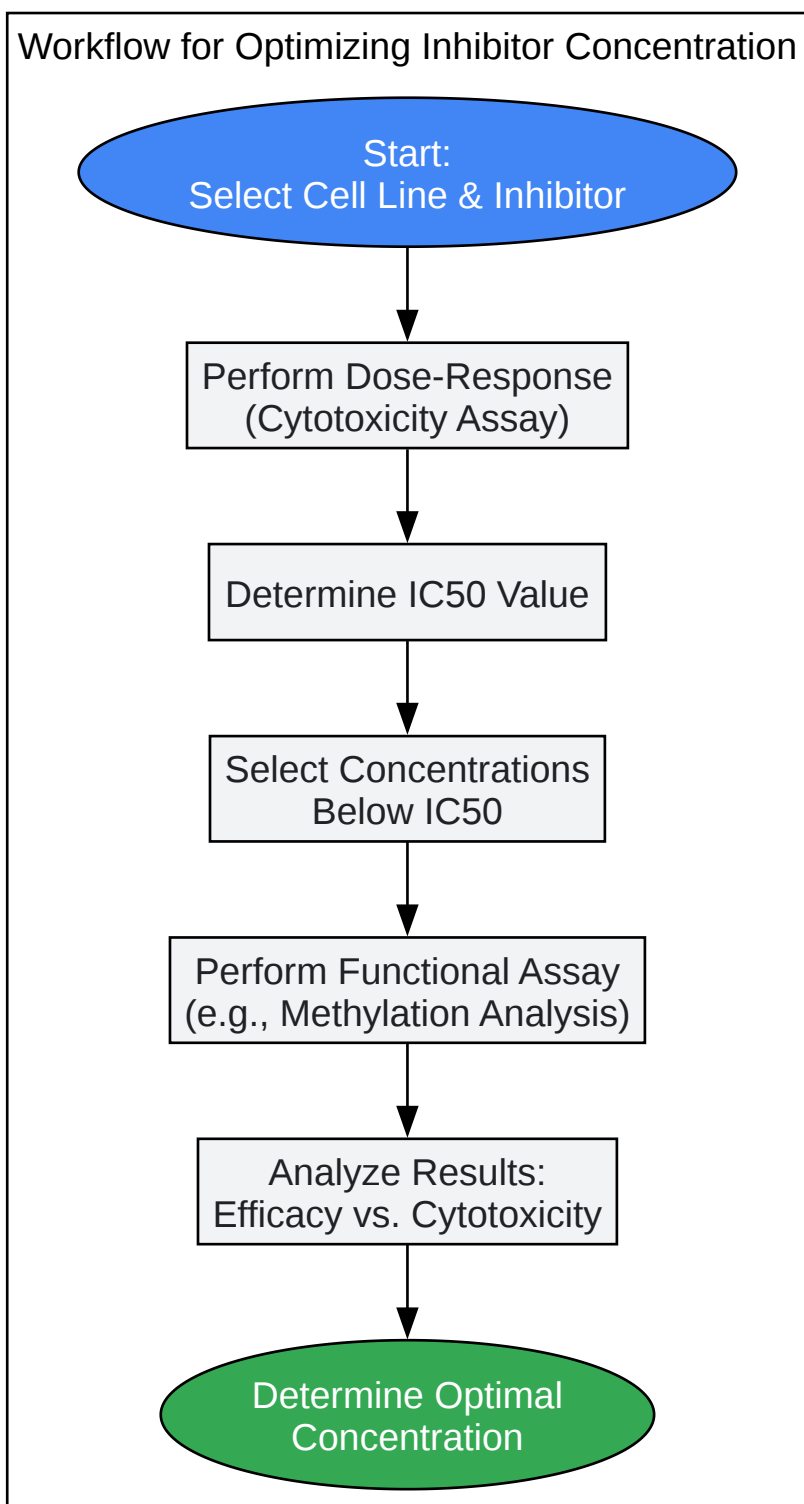 Workflow for Optimizing Inhibitor Concentration
Start:
Select Cell Line & Inhibitor
Perform Dose-Response
(Cytotoxicity Assay)
Determine IC50 Value
Select Concentrations
Below IC50
Perform Functional Assay
(e.g., Methylation Analysis)
Analyze Results:
Efficacy vs. Cytotoxicity
Determine Optimal
Concentration